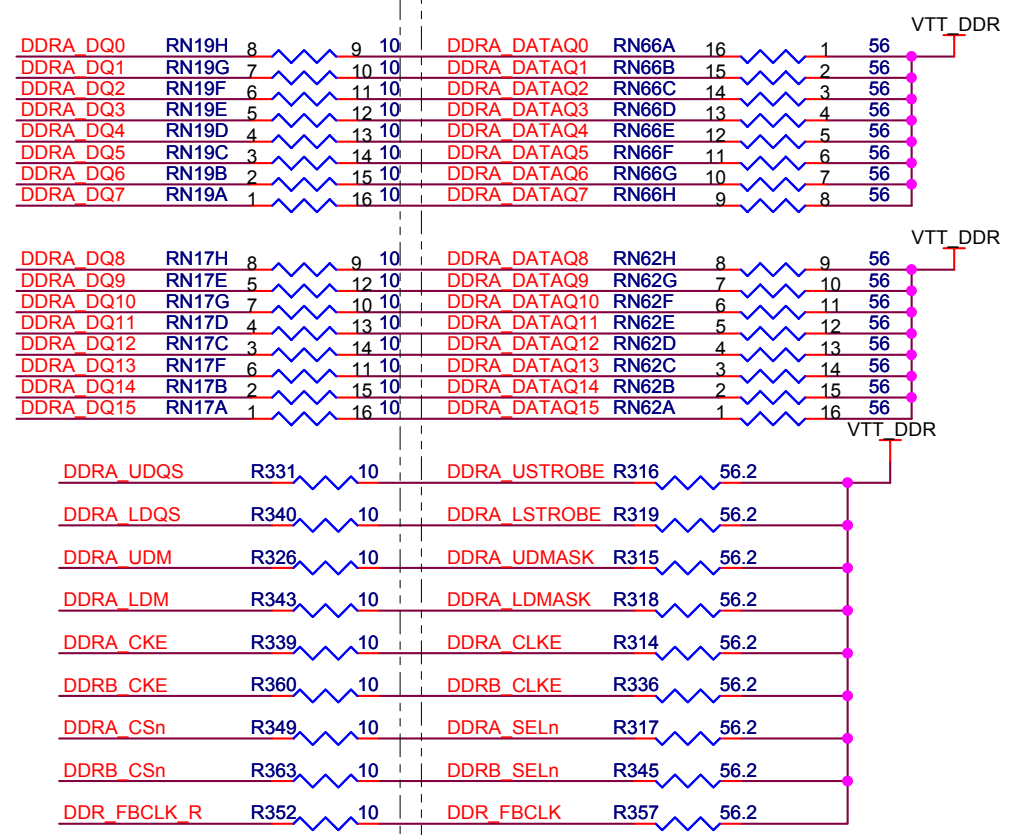 VTT_DDR
DDRA_DQ0 RN19H 8 9 10 DDRA_DATAQ0 RN66A 16 1 56
DDRA_DQ1 RN19G 7 10 10 DDRA_DATAQ1 RN66B 15 2 56
DDRA_DQ2 RN19F 6 11 10 DDRA_DATAQ2 RN66C 14 3 56
DDRA_DQ3 RN19E 5 12 10 DDRA_DATAQ3 RN66D 13 4 56
DDRA_DQ4 RN19D 4 13 10 DDRA_DATAQ4 RN66E 12 5 56
DDRA_DQ5 RN19C 3 14 10 DDRA_DATAQ5 RN66F 11 6 56
DDRA_DQ6 RN19B 2 15 10 DDRA_DATAQ6 RN66G 10 7 56
DDRA_DQ7 RN19A 1 16 10 DDRA_DATAQ7 RN66H 9 8 56
VTT_DDR
DDRA_DQ8 RN17H 8 9 10 DDRA_DATAQ8 RN62H 8 9 56
DDRA_DQ9 RN17E 5 12 10 DDRA_DATAQ9 RN62G 7 10 56
DDRA_DQ10 RN17G 7 10 10 DDRA_DATAQ10 RN62F 6 11 56
DDRA_DQ11 RN17D 4 13 10 DDRA_DATAQ11 RN62E 5 12 56
DDRA_DQ12 RN17C 3 14 10 DDRA_DATAQ12 RN62D 4 13 56
DDRA_DQ13 RN17F 6 11 10 DDRA_DATAQ13 RN62C 3 14 56
DDRA_DQ14 RN17B 2 15 10 DDRA_DATAQ14 RN62B 2 15 56
DDRA_DQ15 RN17A 1 16 10 DDRA_DATAQ15 RN62A 1 16 56
VTT_DDR
DDRA_UDQS R331 10 DDRA_USTROBE R316 56.2
DDRA_LDQS R340 10 DDRA_LSTROBE R319 56.2
DDRA_UDM R326 10 DDRA_UDMASK R315 56.2
DDRA_LDM R343 10 DDRA_LDMASK R318 56.2
DDRA_CKE R339 10 DDRA_CLKE R314 56.2
DDRB_CKE R360 10 DDRB_CLKE R336 56.2
DDRA_CSn R349 10 DDRA_SELn R317 56.2
DDRB_CSn R363 10 DDRB_SELn R345 56.2
DDR_FBCLK_R R352 10 DDR_FBCLK R357 56.2